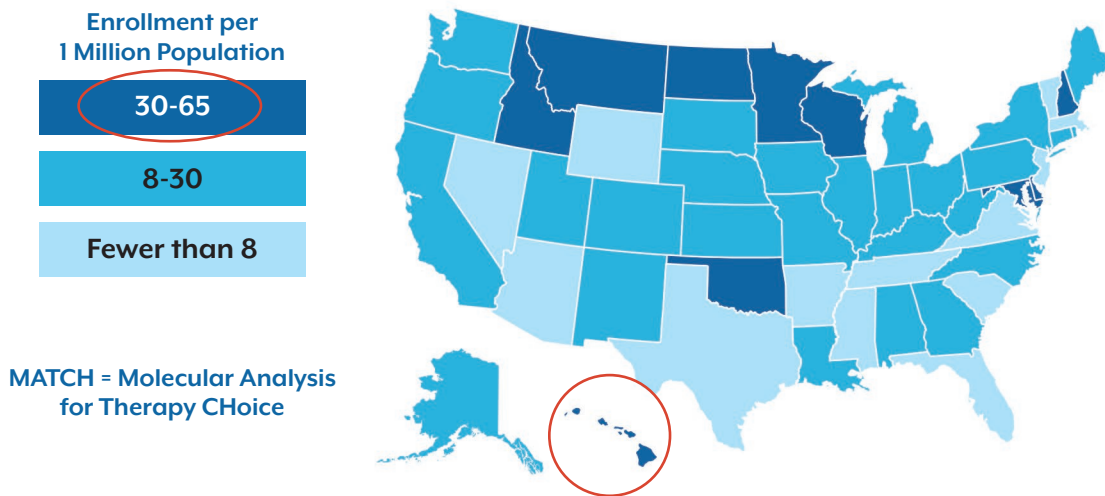 Enrollment per
1 Million Population
30-65
8-30
Fewer than 8
MATCH = Molecular Analysis
for Therapy CHoice